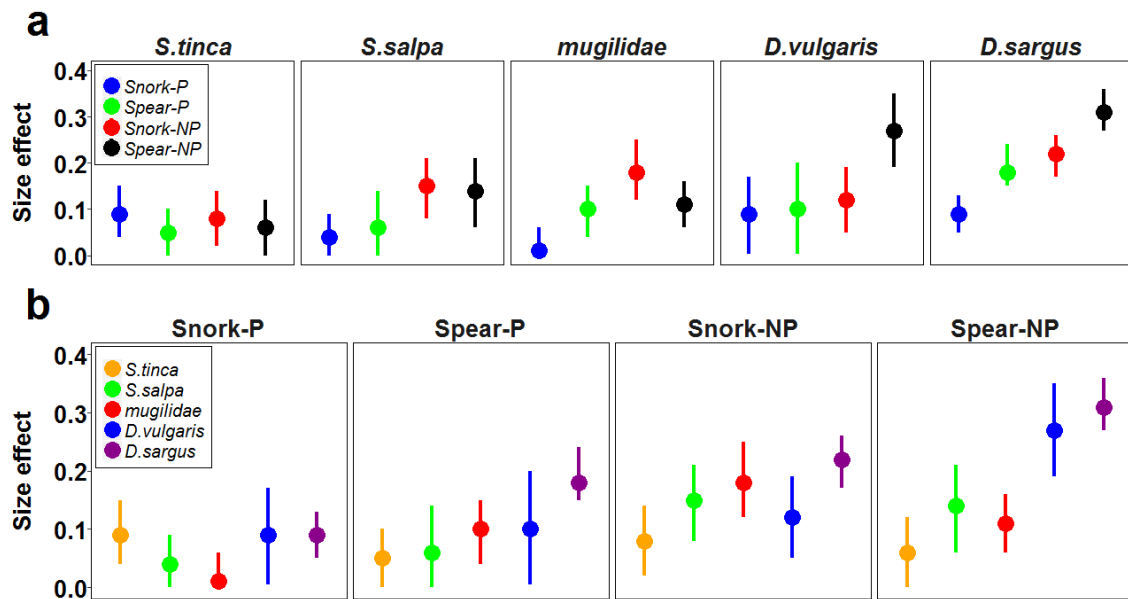 a
S.tinca S.salpa mugilidae D.vulgaris D.sargus
Size effect
0.4
0.3
0.2
0.1
0.0
Snork-P
Spear-P
Snork-NP
Spear-NP
b
Snork-P Spear-P Snork-NP Spear-NP
Size effect
0.4
0.3
0.2
0.1
0.0
S.tinca
S.salpa
mugilidae
D.vulgaris
D.sargus